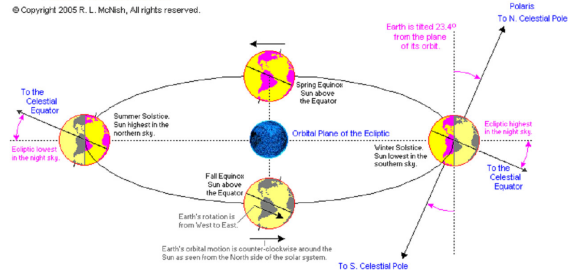 © Copyright 2005 R. L. McNish, All rights reserved.
Polaris
To N. Celestial Pole
Earth is tilted 23.4º
from the plane
of its orbit.
Spring Equinox
Sun above
the Equator
To the
Celestial
Equator
Summer Solstice.
Sun highest in the
northern sky.
Ecliptic lowest
in the night sky.
Orbital Plane of the Ecliptic
Winter Solstice.
Sun lowest in the
southern sky.
Ecliptic highest
in the night sky.
To the
Celestial
Equator
Fall Equinox
Sun above
the Equator
Earth's rotation is
from West to East.
Earth's orbital motion is counter-clockwise around the
Sun as seen from the North side of the solar system.
To S. Celestial Pole